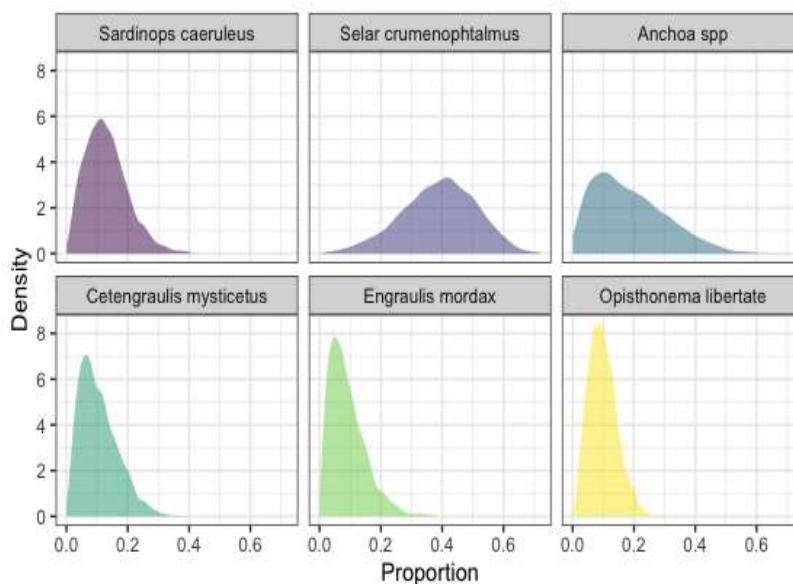 Sardinops caeruleus Selar crumenophtalmus Anchoa spp
8
6
4
2
0
Density
Cetengraulis mysticetus Engraulis mordax Opisthonema libertate
8
6
4
2
0
0.0 0.2 0.4 0.6 0.0 0.2 0.4 0.6 0.0 0.2 0.4 0.6
Proportion